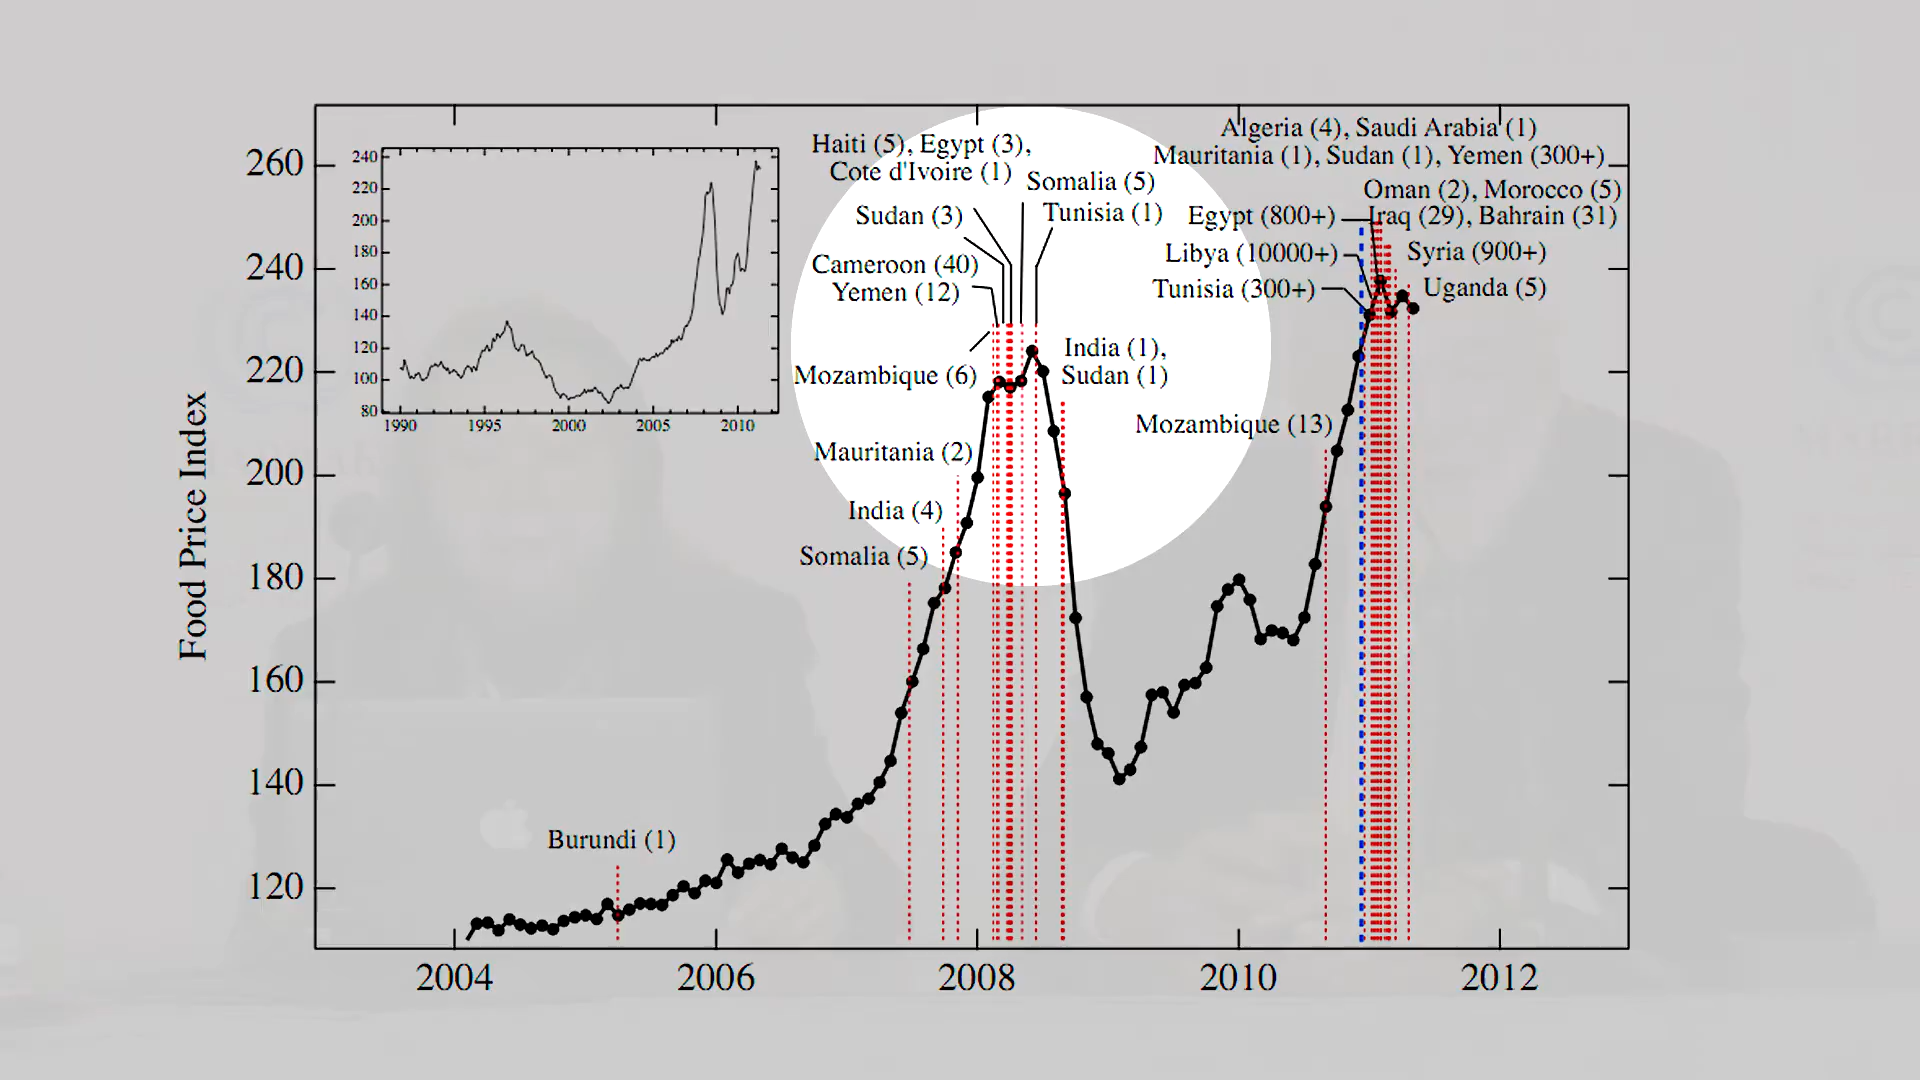 Food Price Index
260
240
220
200
180
160
140
120
2004
2006
2008
2010
2012
240
220
200
180
160
140
120
100
80
1990
1995
2000
2005
2010
Burundi (1)
Somalia (5)
India (4)
Mauritania (2)
Mozambique (6)
Yemen (12)
Cameroon (40)
Sudan (3)
Haiti (5), Egypt (3),
Cote d'Ivoire (1)
Somalia (5)
Tunisia (1)
India (1),
Sudan (1)
Mozambique (13)
Tunisia (300+)
Libya (10000+)
Egypt (800+)
Algeria (4), Saudi Arabia (1)
Mauritania (1), Sudan (1), Yemen (300+)
Oman (2), Morocco (5)
Iraq (29), Bahrain (31)
Syria (900+)
Uganda (5)